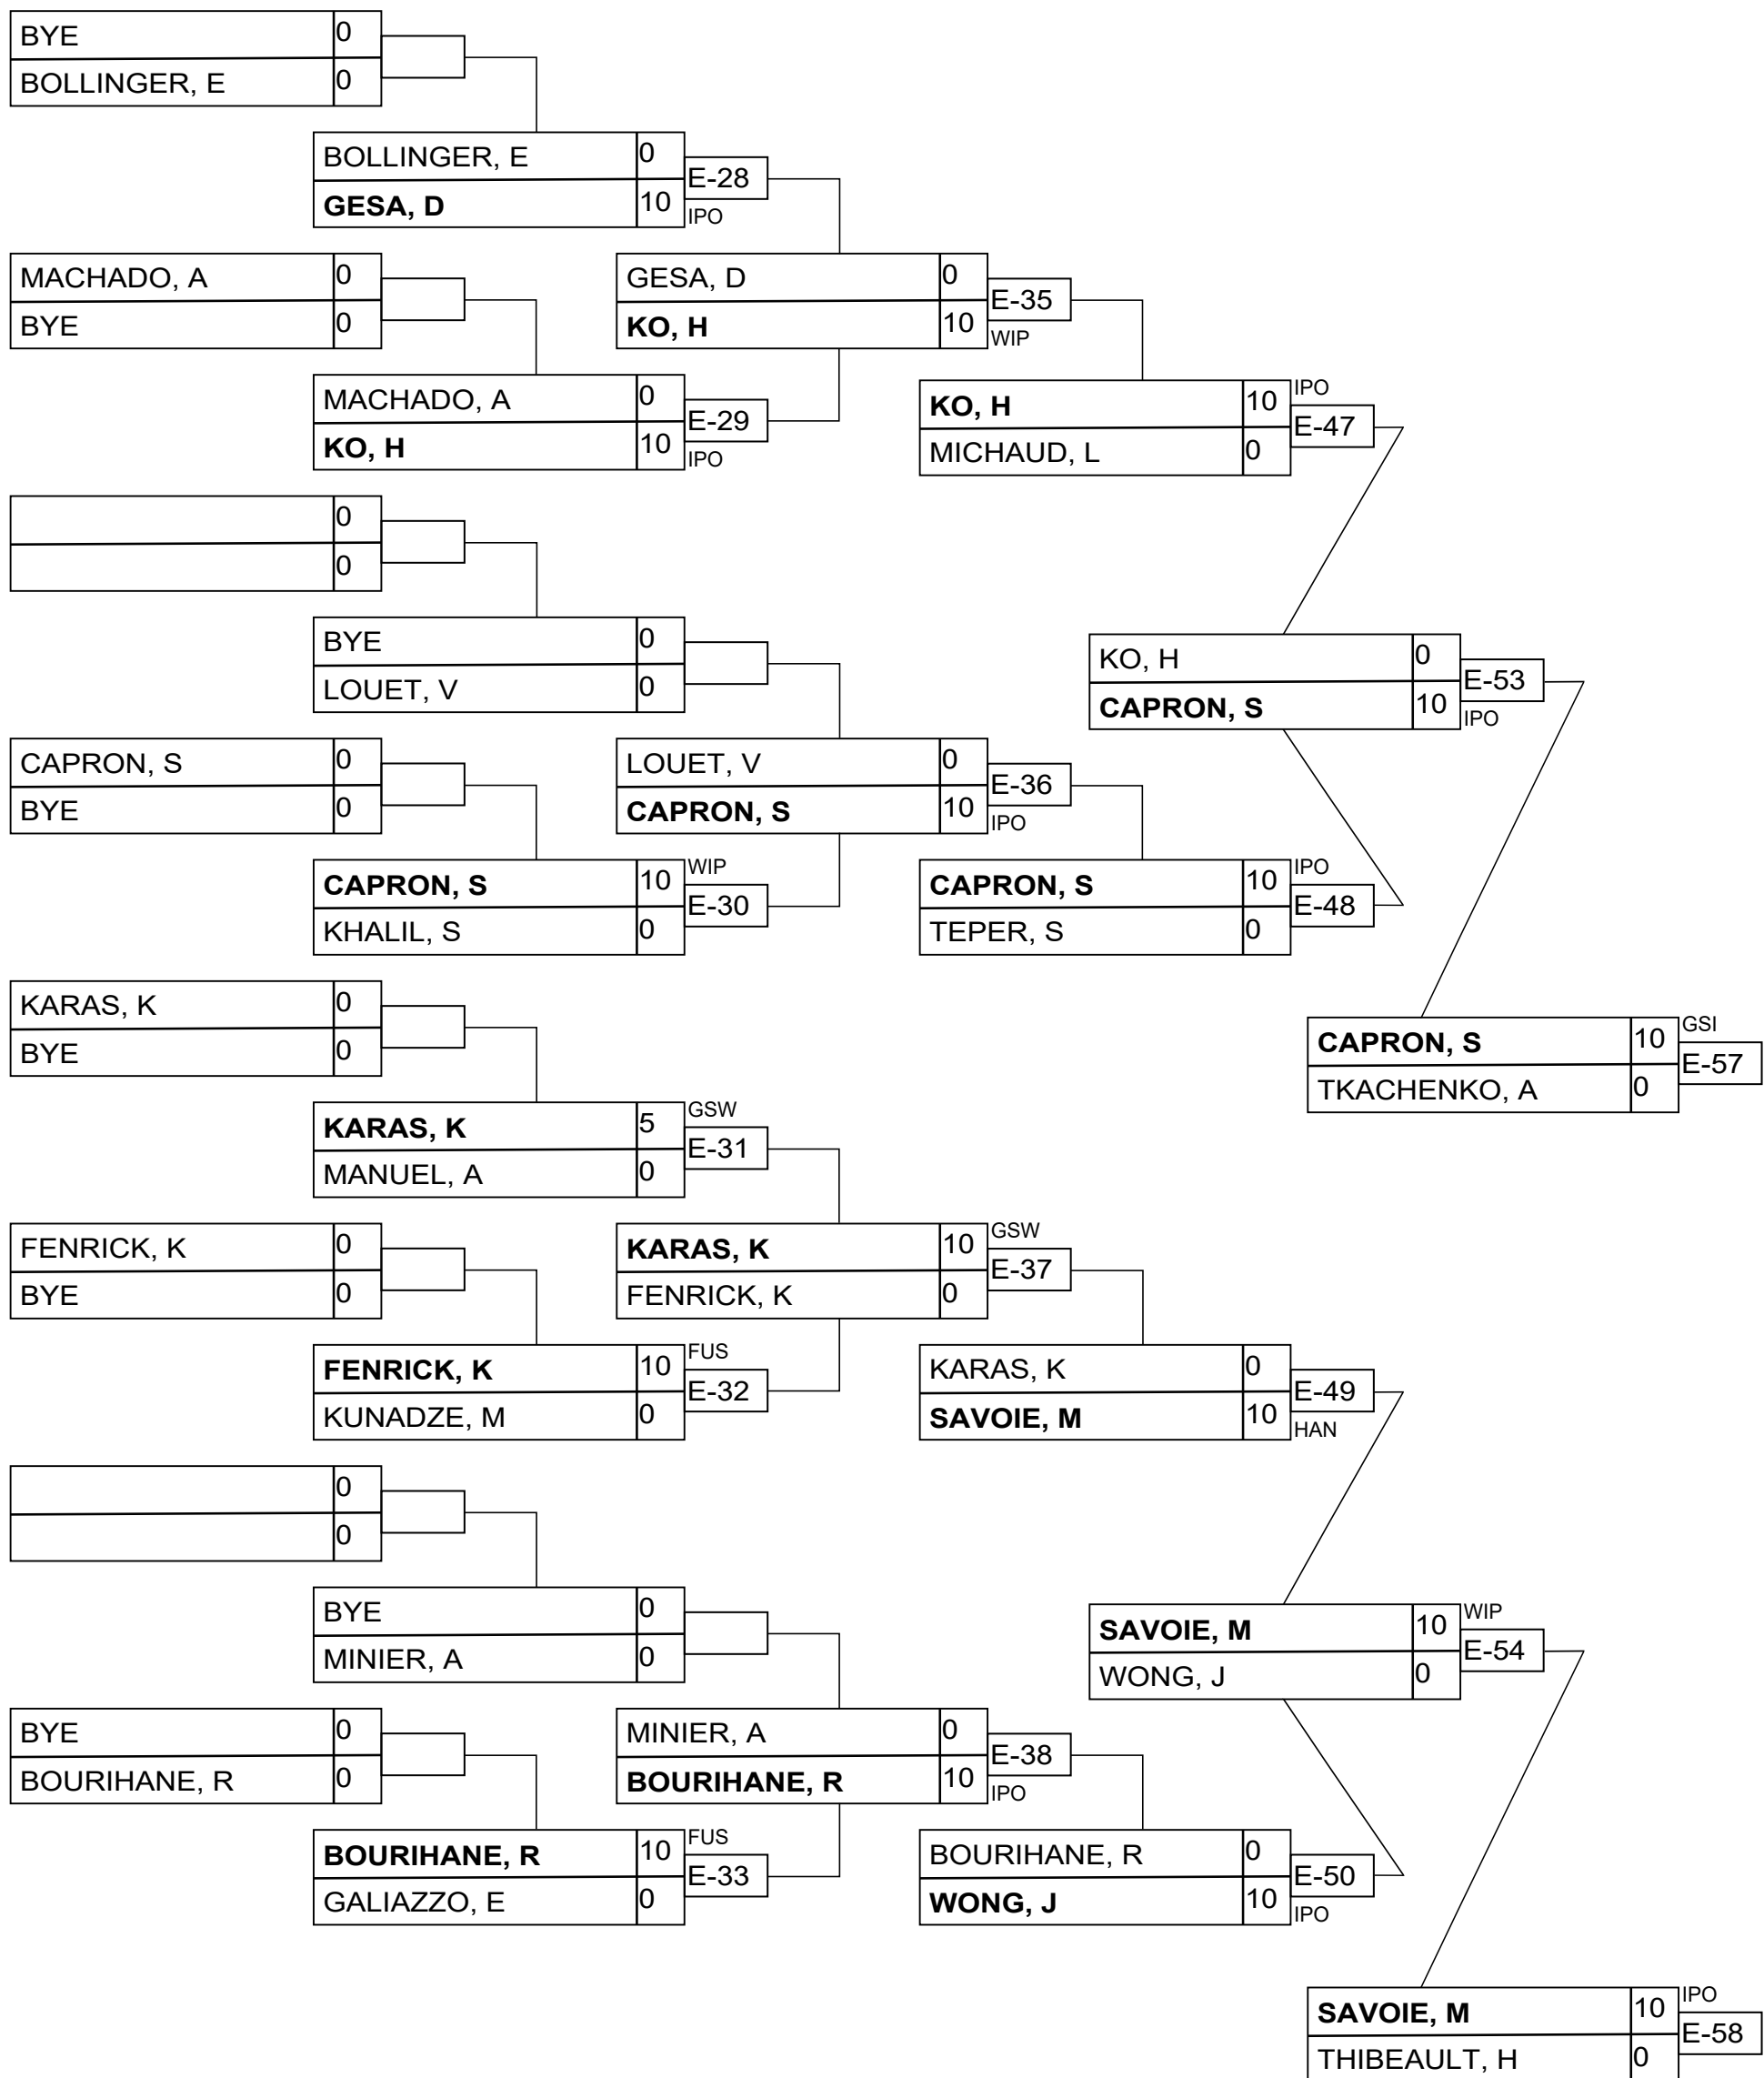 BYE 0
BOLLINGER, E 0
BOLLINGER, E 0
E-28
GESA, D 10
IPO
MACHADO, A 0
BYE 0
GESA, D 0
E-35
KO, H 10
WIP
MACHADO, A 0
E-29
KO, H 10
IPO
KO, H 10
IPO
E-47
MICHAUD, L 0
0
0
BYE 0
LOUET, V 0
KO, H 0
E-53
CAPRON, S 10
IPO
CAPRON, S 0
BYE 0
LOUET, V 0
E-36
CAPRON, S 10
IPO
CAPRON, S 10
WIP
E-30
KHALIL, S 0
CAPRON, S 10
IPO
E-48
TEPER, S 0
KARAS, K 0
BYE 0
CAPRON, S 10
GSI
E-57
TKACHENKO, A 0
KARAS, K 5
GSW
E-31
MANUEL, A 0
FENRICK, K 0
BYE 0
KARAS, K 10
GSW
E-37
FENRICK, K 0
FENRICK, K 10
FUS
E-32
KUNADZE, M 0
KARAS, K 0
E-49
SAVOIE, M 10
HAN
0
0
BYE 0
MINIER, A 0
SAVOIE, M 10
WIP
E-54
WONG, J 0
BYE 0
BOURIHANE, R 0
MINIER, A 0
E-38
BOURIHANE, R 10
IPO
BOURIHANE, R 10
FUS
E-33
GALIAZZO, E 0
BOURIHANE, R 0
E-50
WONG, J 10
IPO
SAVOIE, M 10
IPO
E-58
THIBEAULT, H 0